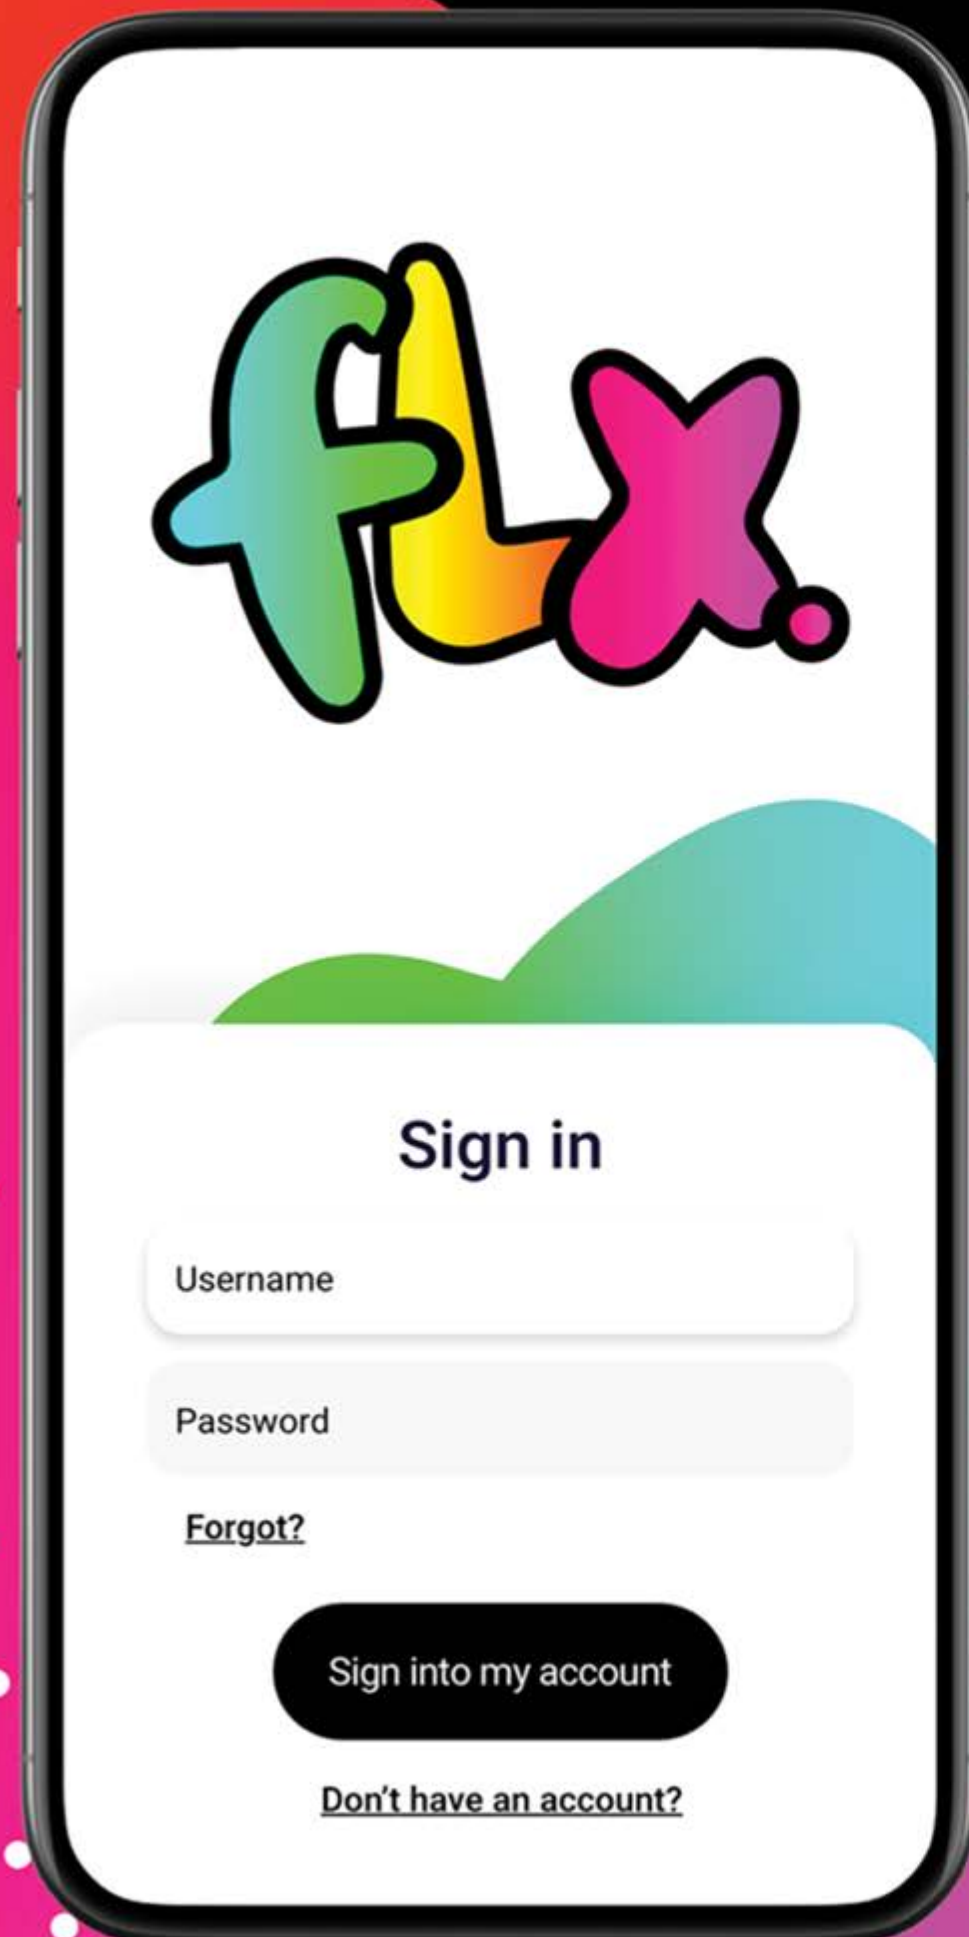 fLx.
Sign in
Username
Password
Forgot?
Sign into my account
Don't have an account?